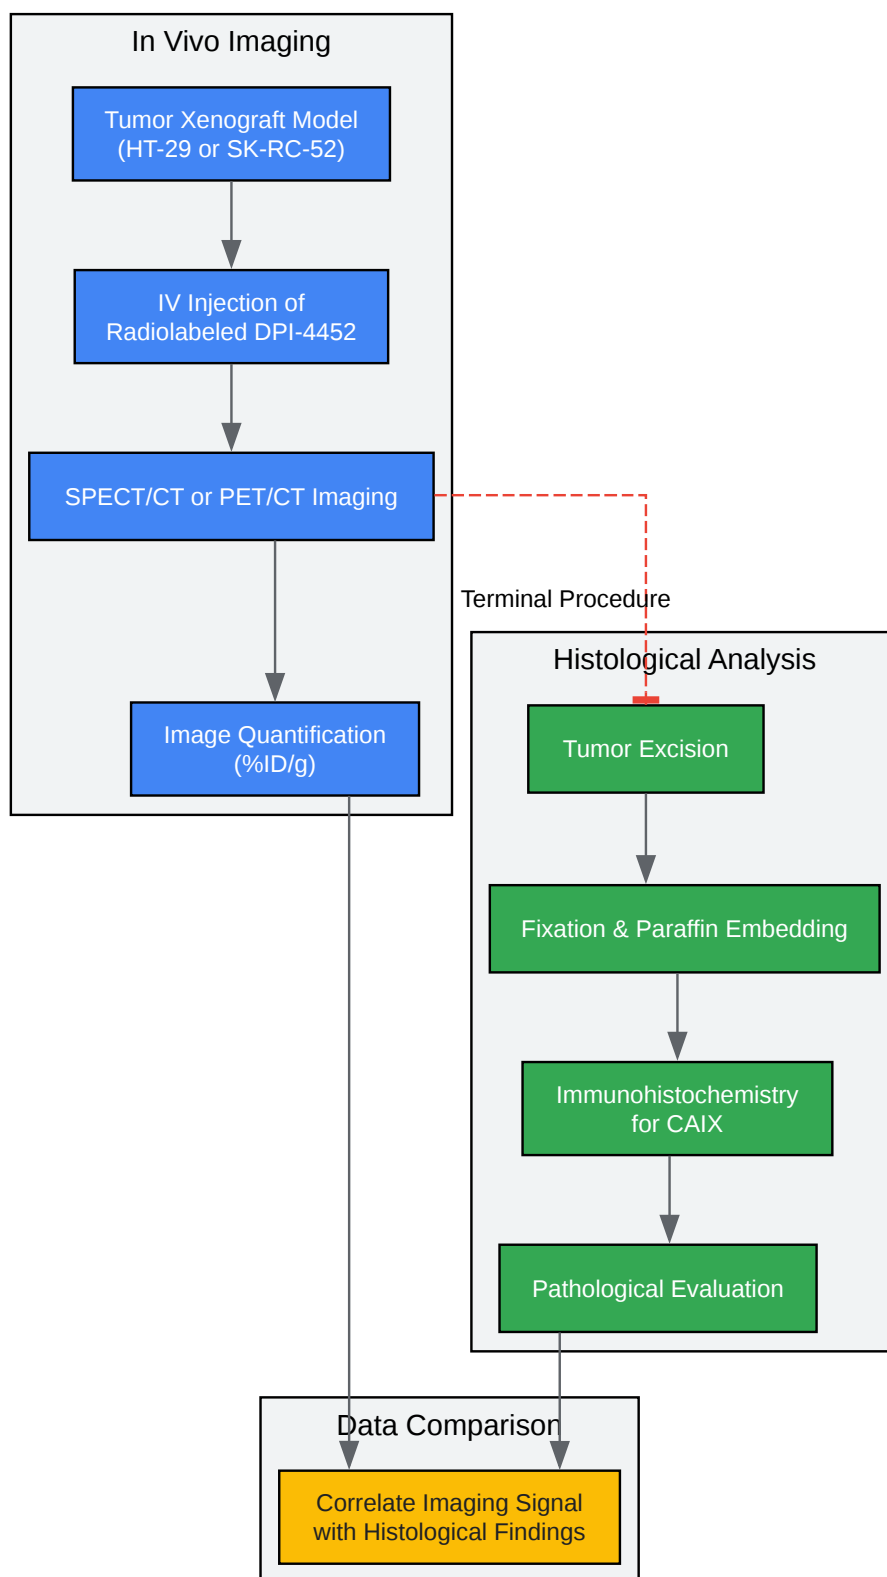 In Vivo Imaging
Tumor Xenograft Model
(HT-29 or SK-RC-52)
IV Injection of
Radiolabeled DPI-4452
SPECT/CT or PET/CT Imaging
Image Quantification
(%ID/g)
Terminal Procedure
Histological Analysis
Tumor Excision
Fixation & Paraffin Embedding
Immunohistochemistry
for CAIX
Pathological Evaluation
Data Comparison
Correlate Imaging Signal
with Histological Findings